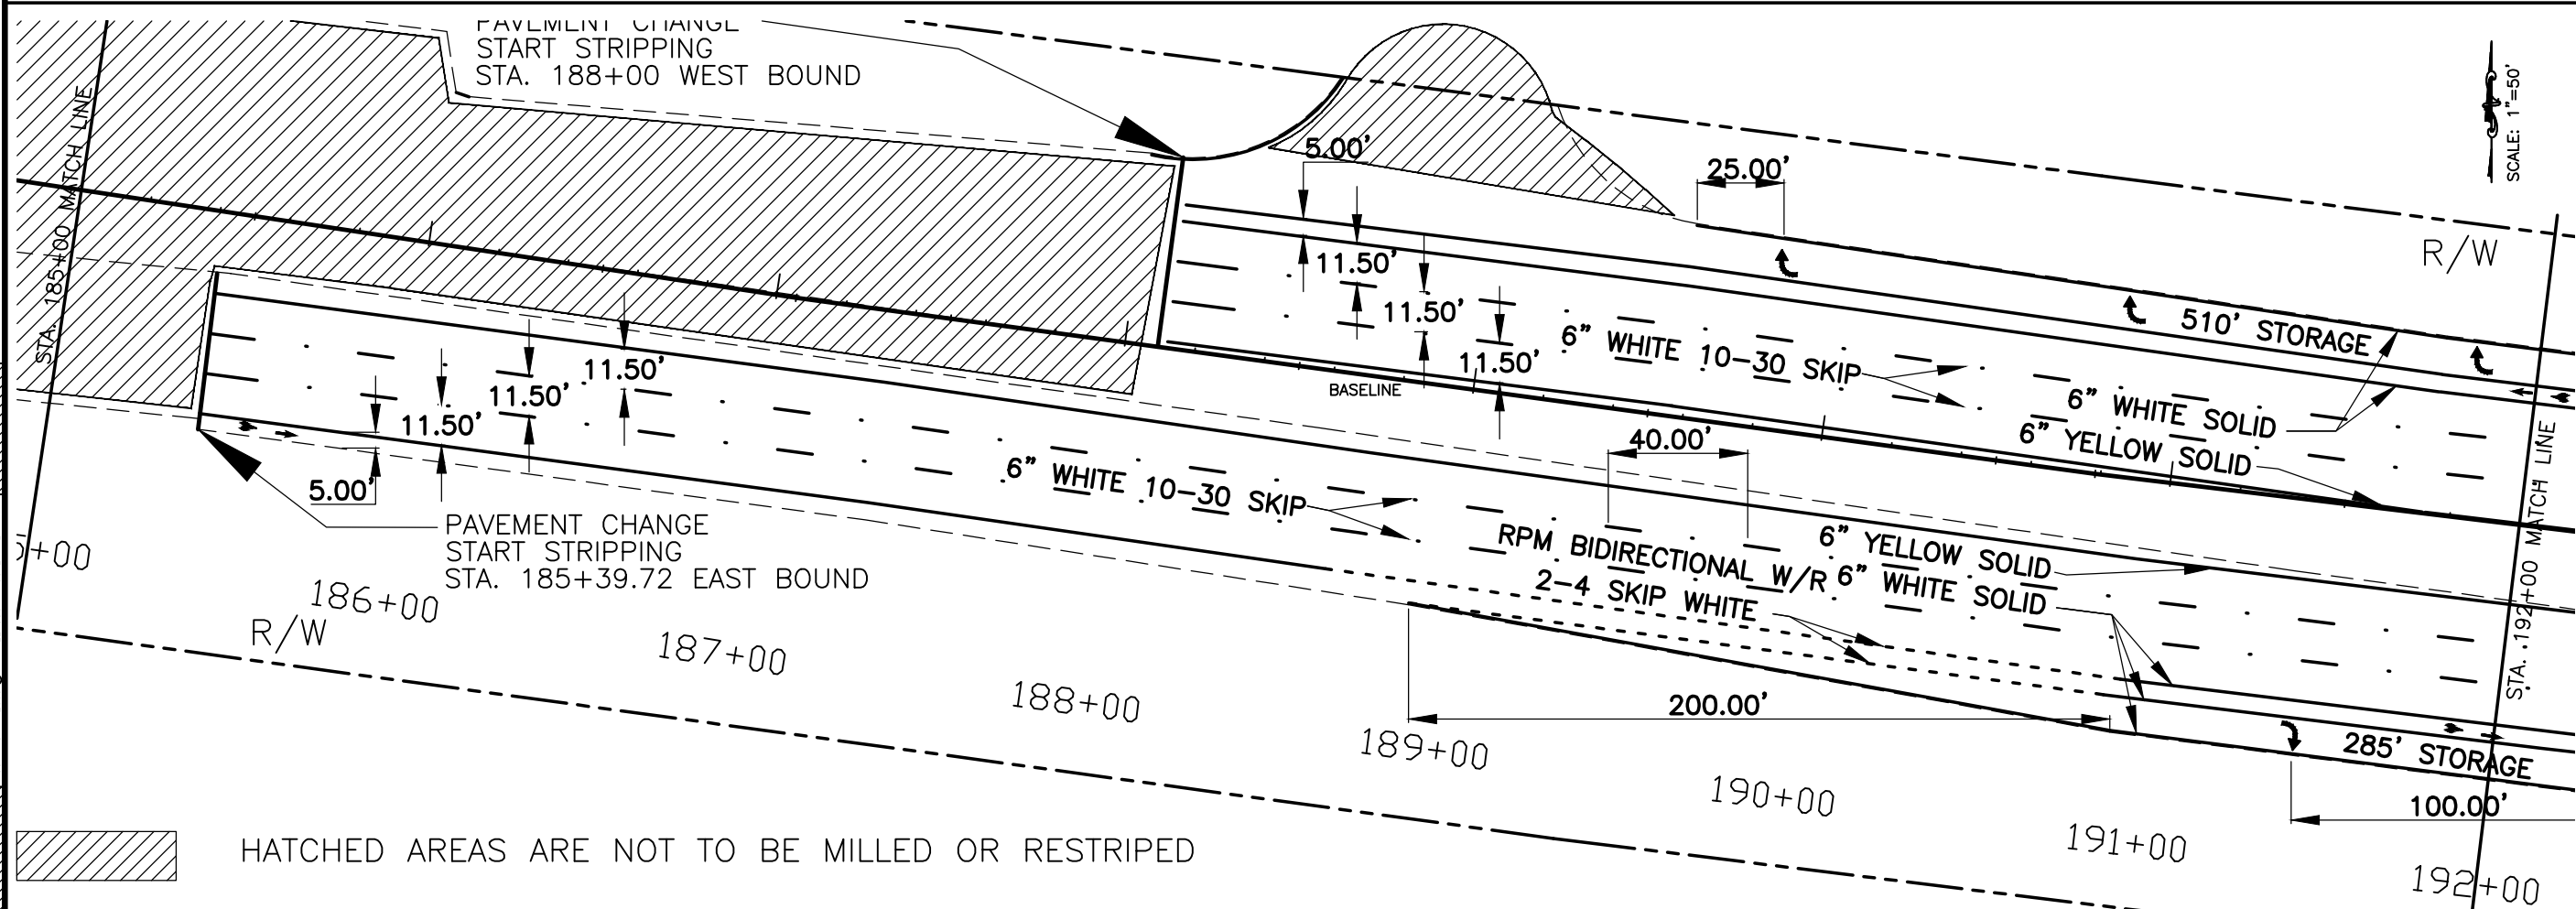 PAVEMENT CHANGE
START STRIPPING
STA. 188+00 WEST BOUND
SCALE: 1"=50'
STA. 185+00 MATCH LINE
5.00'
25.00'
R/W
11.50'
11.50'
11.50'
6" WHITE 10-30 SKIP
510' STORAGE
BASELINE
6" WHITE SOLID
6" YELLOW SOLID
11.50'
11.50'
11.50'
5.00'
40.00'
6" WHITE 10-30 SKIP
PAVEMENT CHANGE
START STRIPPING
STA. 185+39.72 EAST BOUND
RPM BIDIRECTIONAL W/R
2-4 SKIP WHITE
6" YELLOW SOLID
6" WHITE SOLID
STA. 192+00 MATCH LINE
+00
186+00
R/W
187+00
188+00
189+00
190+00
191+00
192+00
200.00'
285' STORAGE
100.00'
HATCHED AREAS ARE NOT TO BE MILLED OR RESTRIPED